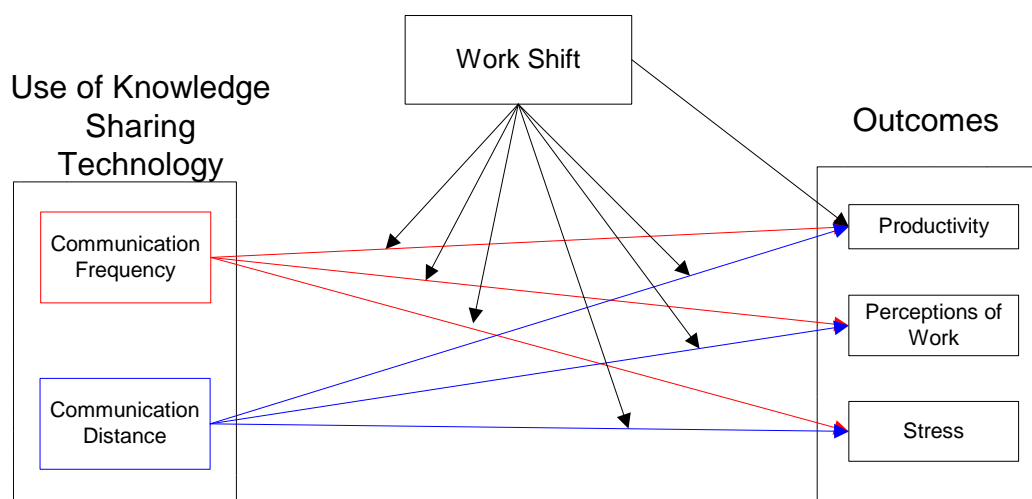 Work Shift
Use of Knowledge
Sharing
Technology
Outcomes
Communication
Frequency
Productivity
Perceptions of
Work
Communication
Distance
Stress